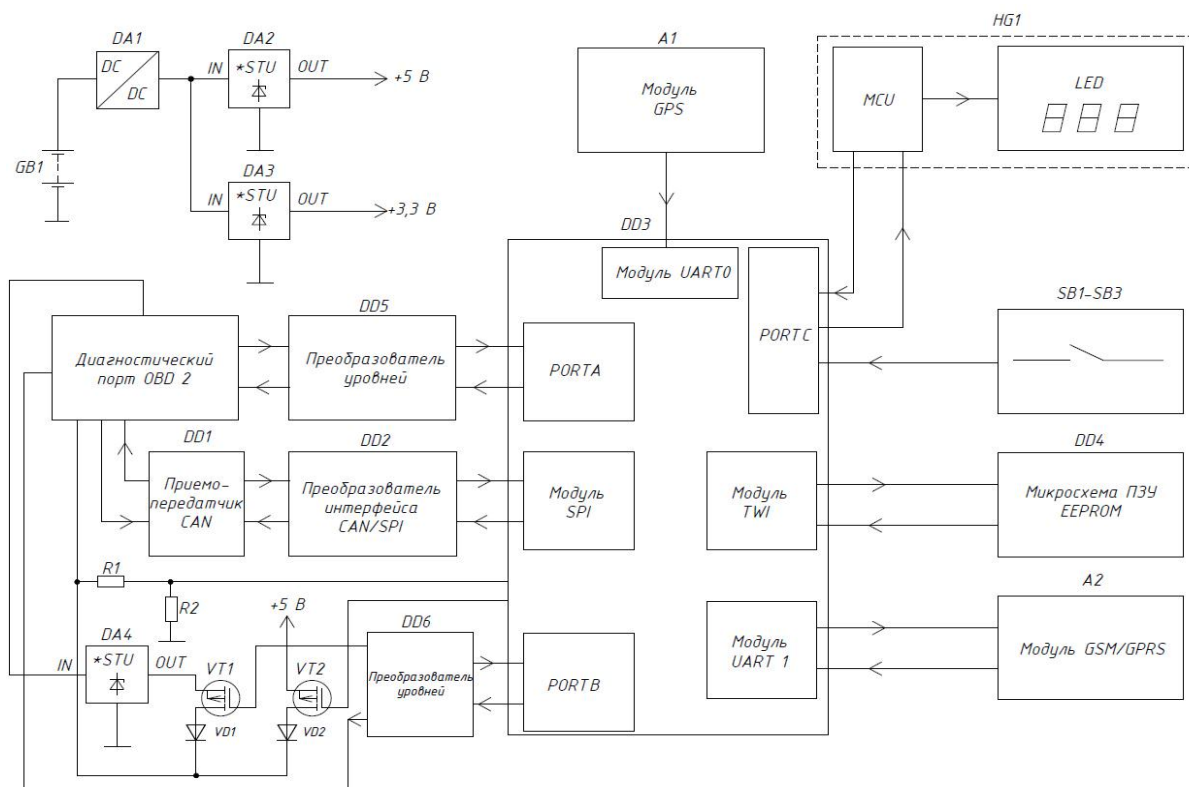 HG1
DA1
DA2
A1
DC
DC
IN
*STU
OUT
+5 В
Модуль
GPS
MCU
LED
GB1
DA3
IN
*STU
OUT
+3,3 В
DD3
Модуль UART0
DD5
SB1-SB3
Диагностический
порт OBD 2
Преобразователь
уровней
PORTA
PORTC
DD1
DD2
DD4
Приемо-
передатчик
CAN
Преобразователь
интерфейса
CAN/SPI
Модуль
SPI
Модуль
TWI
Микросхема ПЗУ
EEPROM
R1
A2
R2
+5 В
DD6
DA4
IN
*STU
OUT
VT1
VT2
Преобразователь
уровней
PORTB
Модуль
UART 1
Модуль GSM/GPRS
VD1
VD2